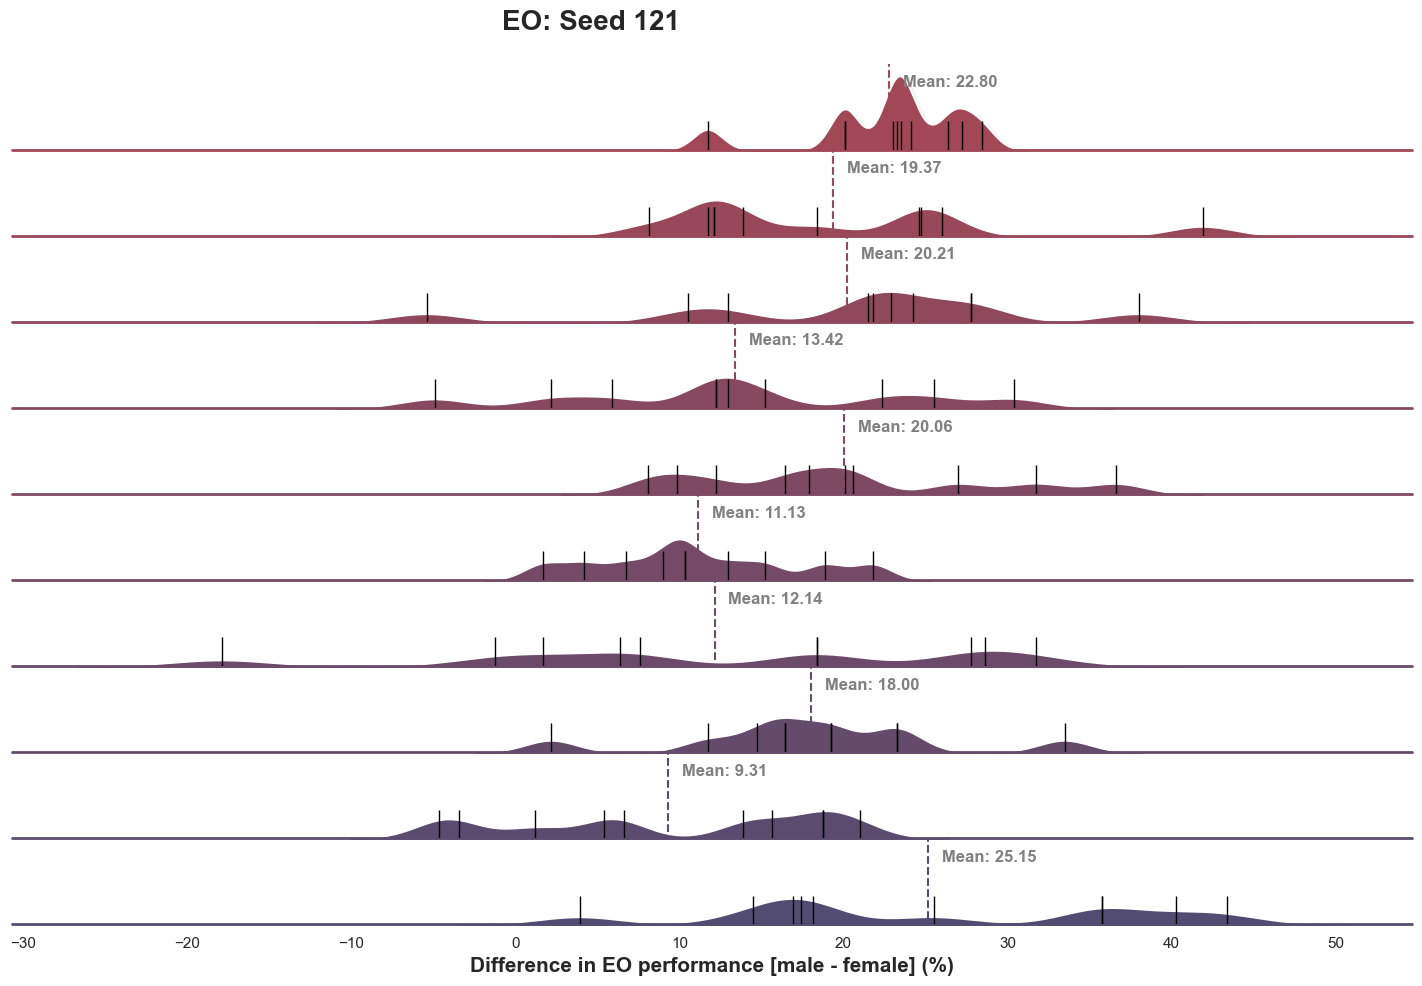 EO: Seed 121
Mean: 22.80
Mean: 19.37
Mean: 20.21
Mean: 13.42
Mean: 20.06
Mean: 11.13
Mean: 12.14
Mean: 18.00
Mean: 9.31
Mean: 25.15
−30 −20 −10 0 10 20 30 40 50
Difference in EO performance [male - female] (%)